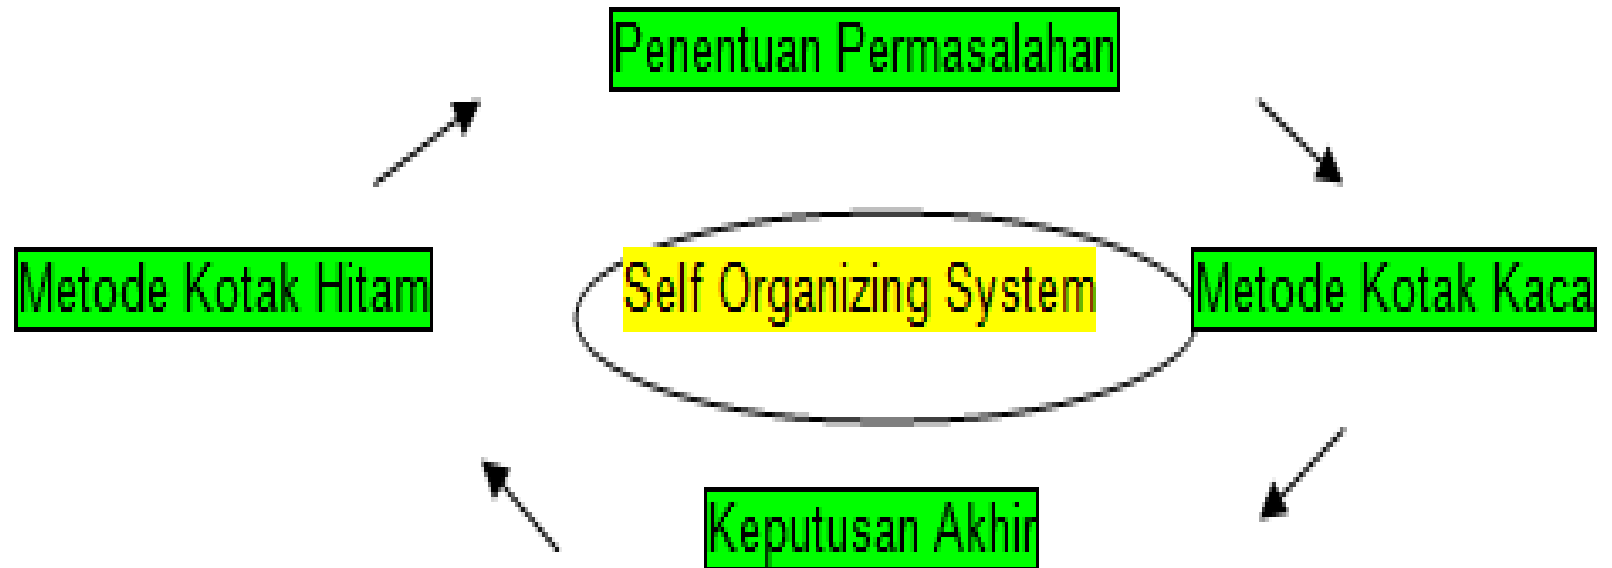 Penentuan Permasalahan
Metode Kotak Hitam
Self Organizing System
Metode Kotak Kaca
Keputusan Akhir